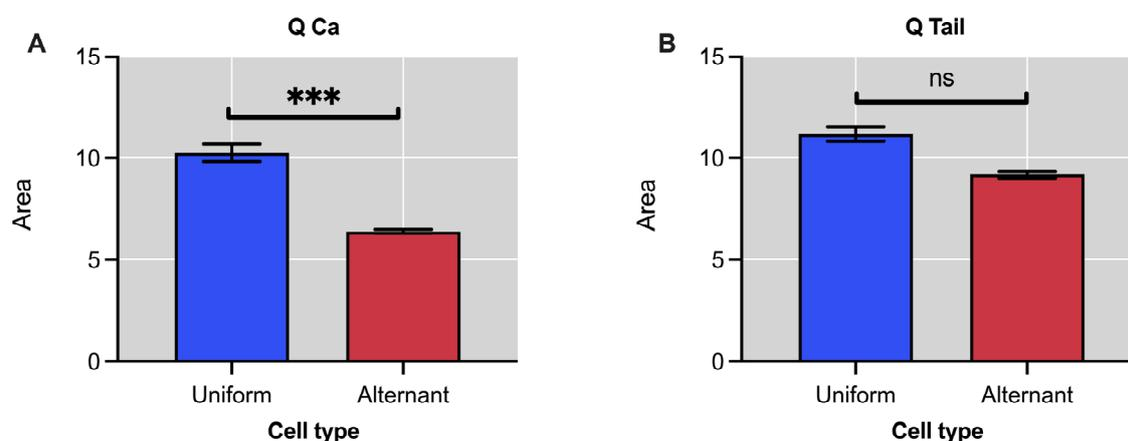 A
Q Ca
15
10
5
0
Area
***
Uniform
Alternant
Cell type
B
Q Tail
15
10
5
0
Area
ns
Uniform
Alternant
Cell type